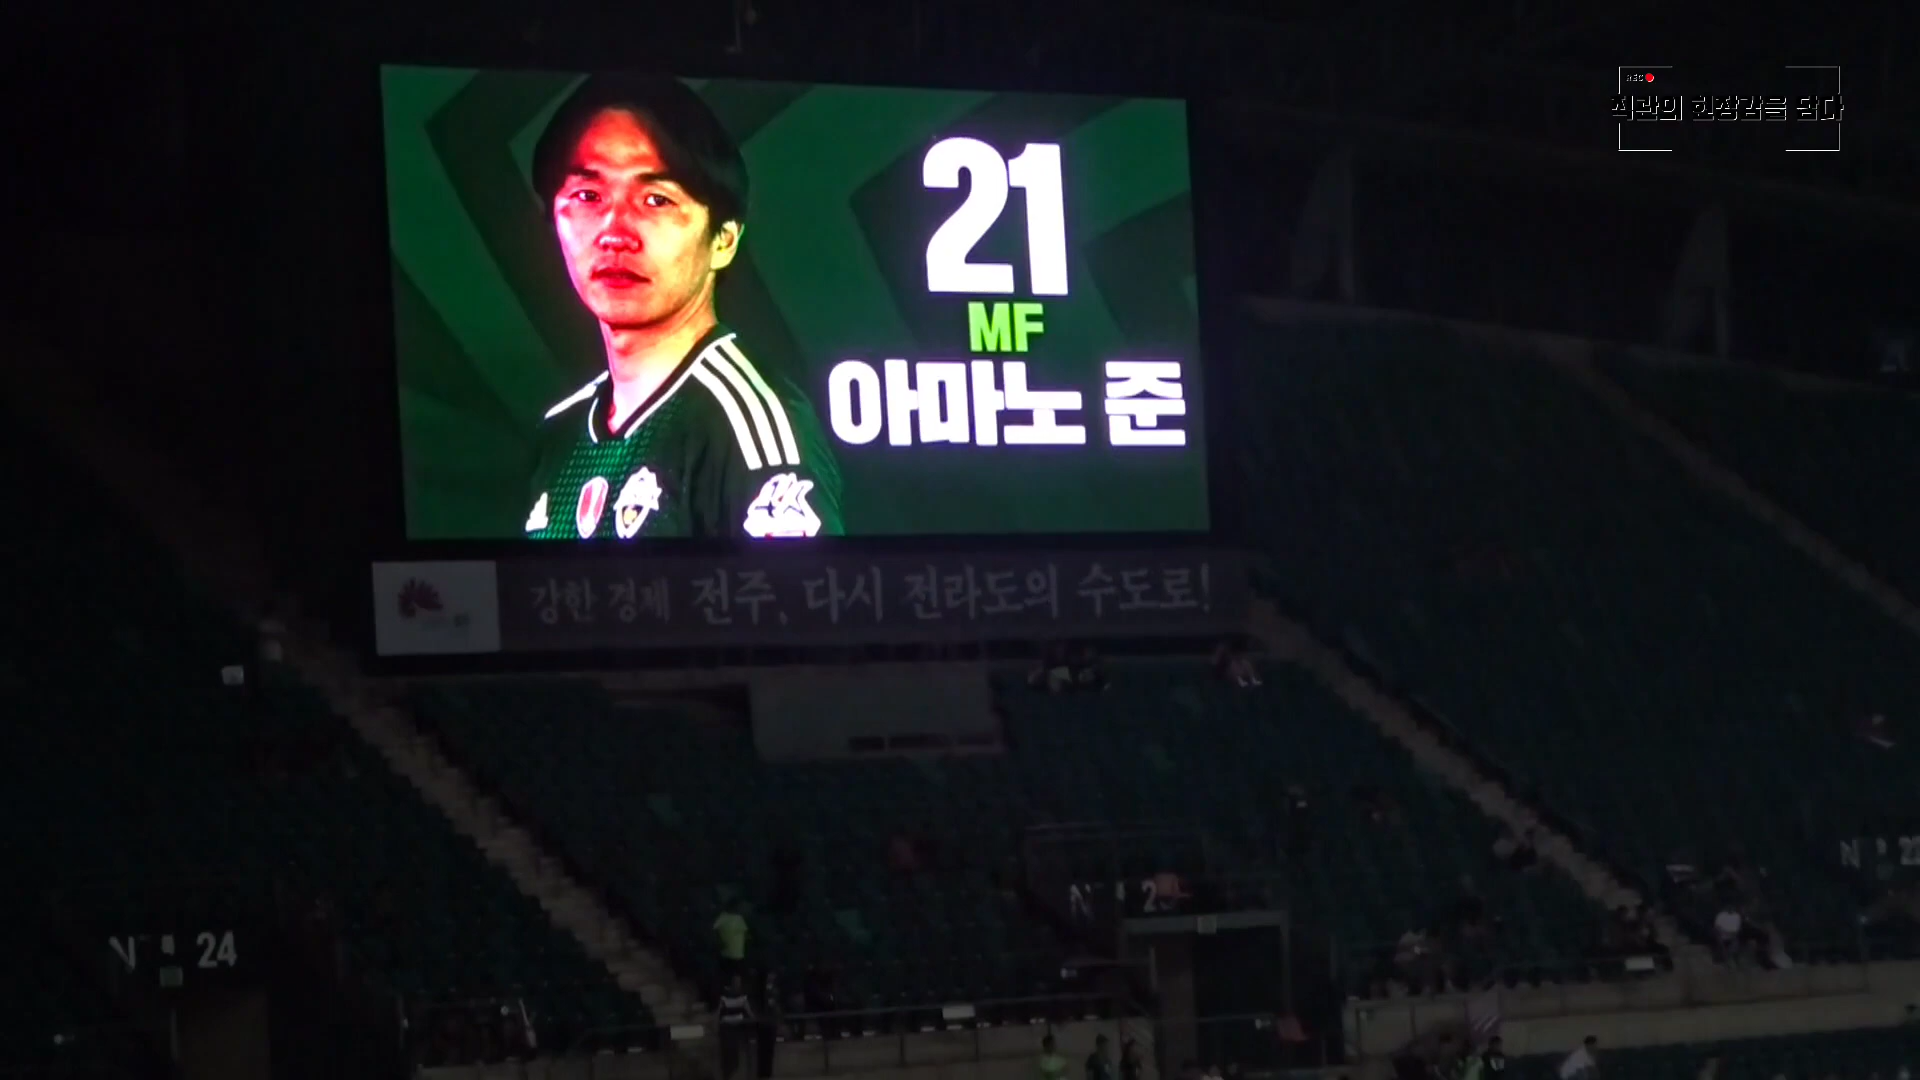 REC
직관의 현장감을 담다
21
MF
아마노 준
강한 경제 전주, 다시 전라도의 수도로!
24